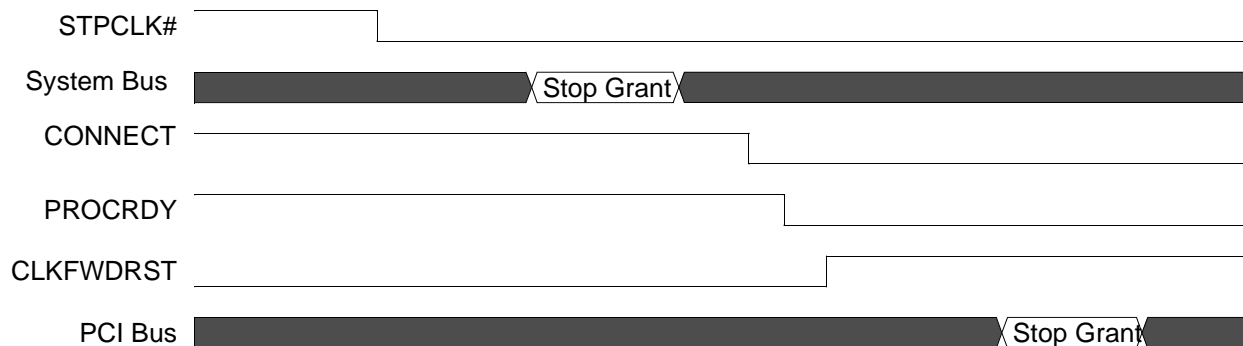 STPCLK#
System Bus Stop Grant
CONNECT
PROCRDY
CLKFWDRST
PCI Bus Stop Grant